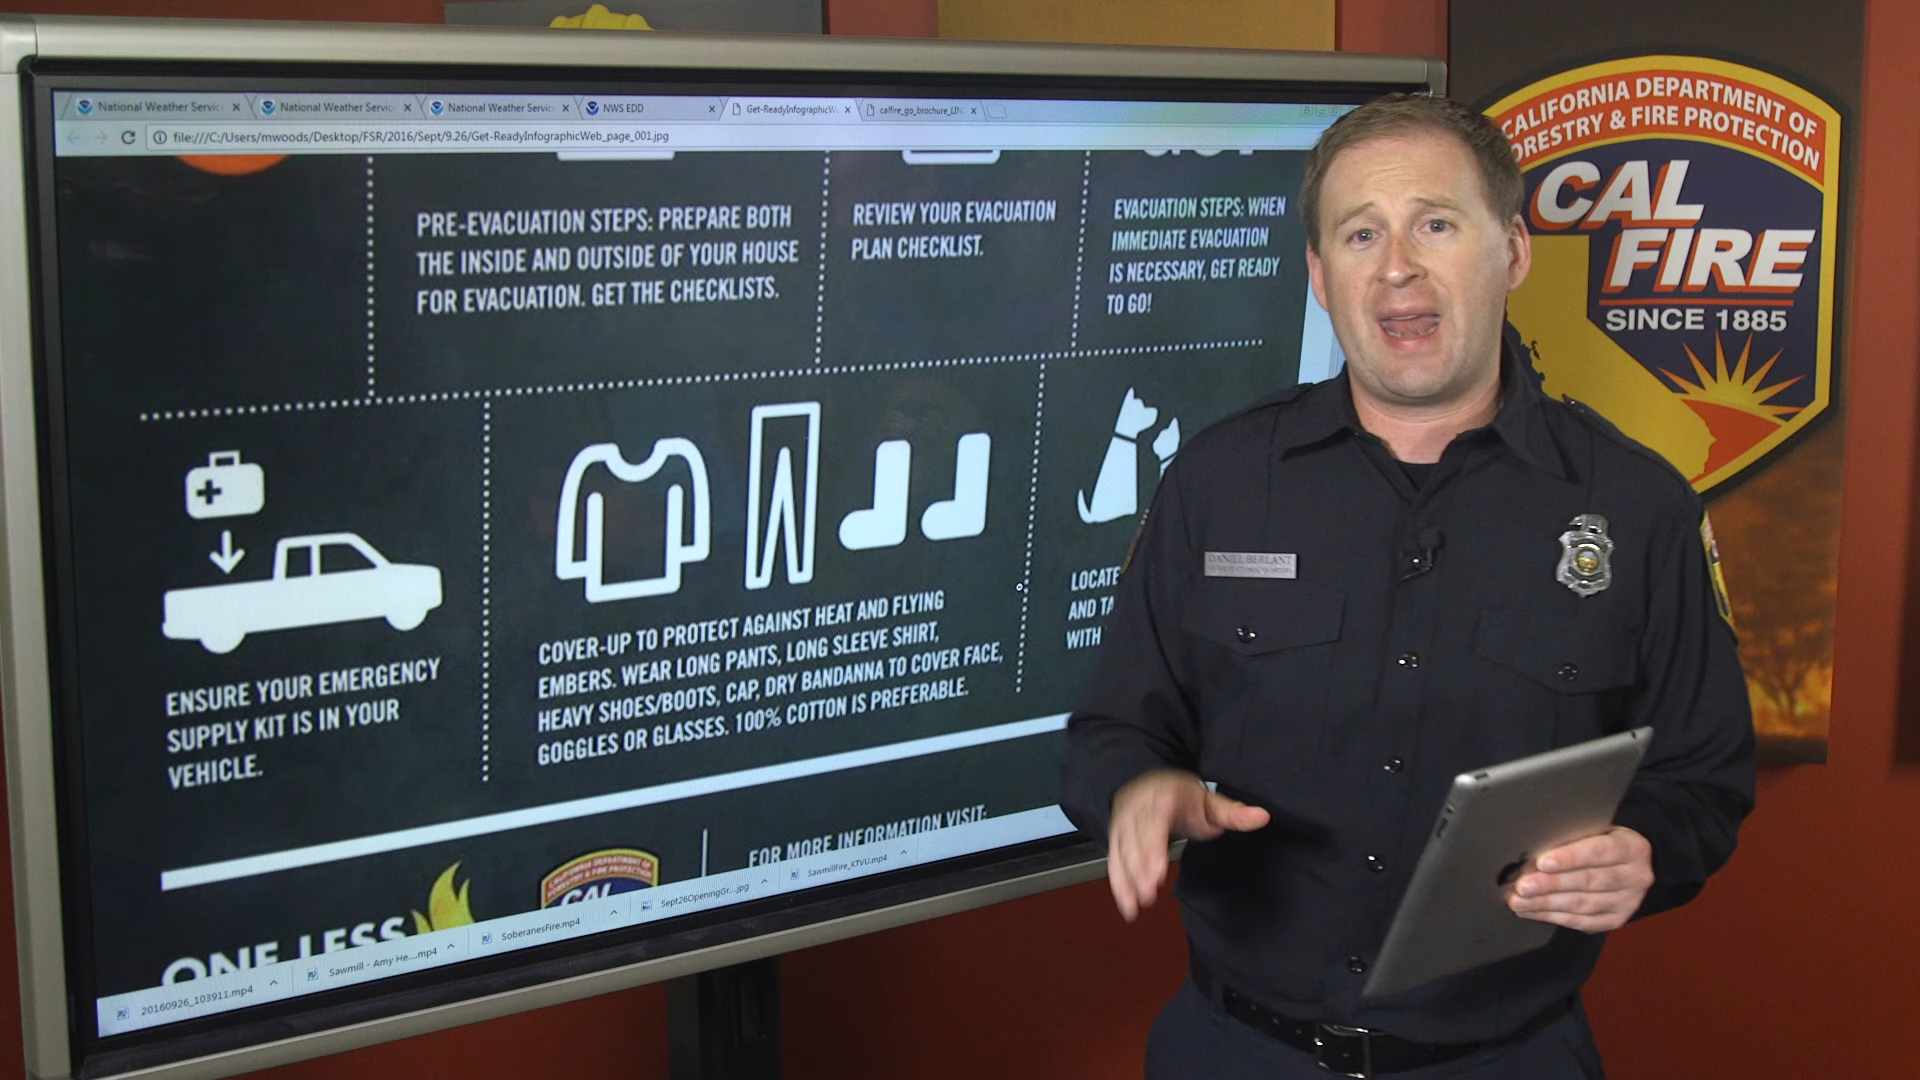 National Weather Servic
National Weather Servic
National Weather Servic
NWS EDD
Get-ReadyInfographicW
calfire_go_brochure_LIN
file:///C:/Users/mwoods/Desktop/FSR/2016/Sept/9.26/Get-ReadyInfographicWeb_page_001.jpg
PRE-EVACUATION STEPS: PREPARE BOTH
THE INSIDE AND OUTSIDE OF YOUR HOUSE
FOR EVACUATION. GET THE CHECKLISTS.
REVIEW YOUR EVACUATION
PLAN CHECKLIST.
EVACUATION STEPS: WHEN
IMMEDIATE EVACUATION
IS NECESSARY, GET READY
TO GO!
ENSURE YOUR EMERGENCY
SUPPLY KIT IS IN YOUR
VEHICLE.
COVER-UP TO PROTECT AGAINST HEAT AND FLYING
EMBERS. WEAR LONG PANTS, LONG SLEEVE SHIRT,
HEAVY SHOES/BOOTS, CAP, DRY BANDANNA TO COVER FACE,
GOGGLES OR GLASSES. 100% COTTON IS PREFERABLE.
LOCATE
AND TA
WITH
ONE LESS
CALIFORNIA DEPARTMENT OF
FORESTRY & FIRE PROTECTION
CAL
FOR MORE INFORMATION VISIT:
20160926_103911.mp4
Sawmill - Amy He....mp4
SoberanesFire.mp4
Sept26OpeningGr....jpg
SawmillFire_KTVU.mp4
DANIEL BERLANT
CALIFORNIA DEPARTMENT OF
FORESTRY & FIRE PROTECTION
CAL
FIRE
SINCE 1885